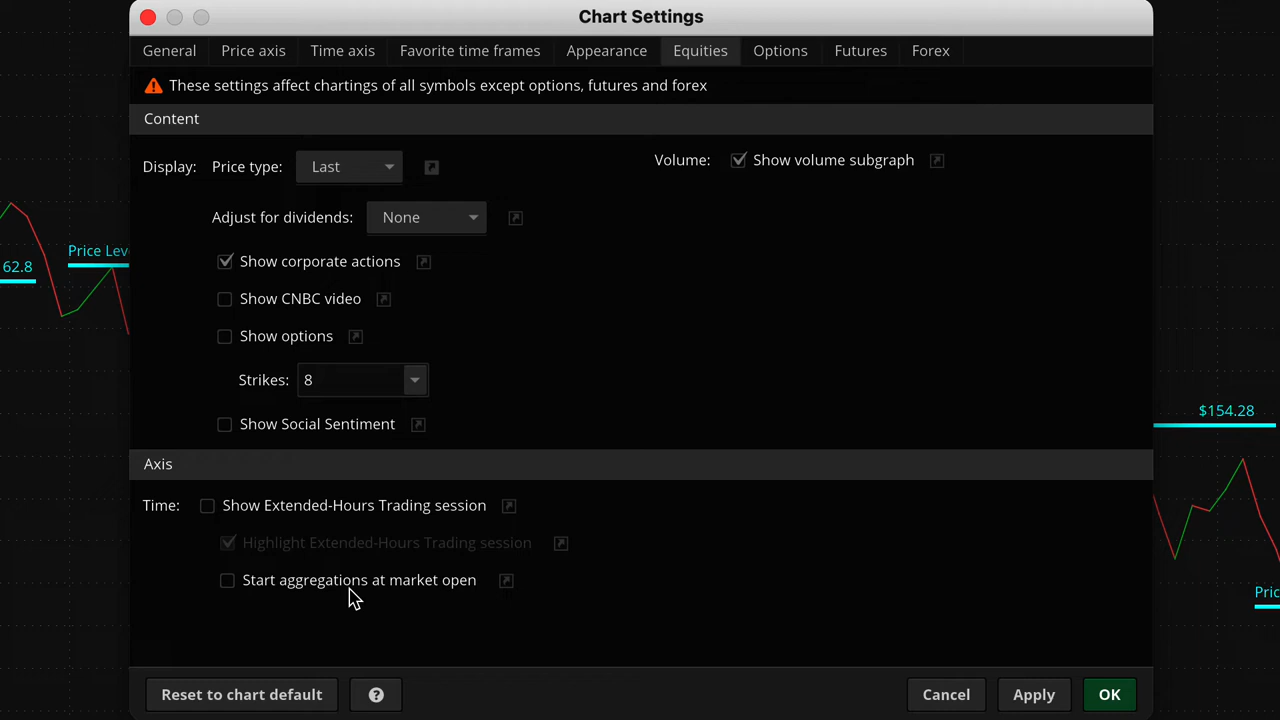 Chart Settings
General Price axis Time axis Favorite time frames Appearance Equities Options Futures Forex
These settings affect chartings of all symbols except options, futures and forex
Content
Display: Price type: Last
Volume: Show volume subgraph
Adjust for dividends: None
Price Lev
62.8
Show corporate actions
Show CNBC video
Show options
Strikes: 8
Show Social Sentiment
$154.28
Axis
Time: Show Extended-Hours Trading session
Highlight Extended-Hours Trading session
Start aggregations at market open
Pric
Reset to chart default ? Cancel Apply OK